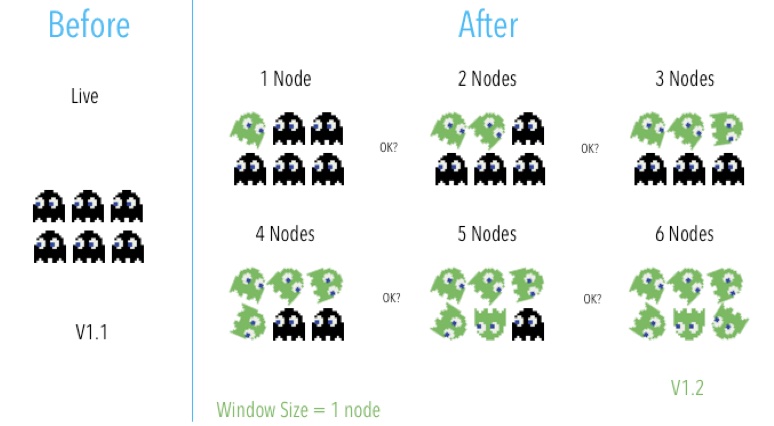 Before
Live
V1.1
After
1 Node
2 Nodes
3 Nodes
OK?
OK?
4 Nodes
5 Nodes
6 Nodes
OK?
OK?
V1.2
Window Size = 1 node